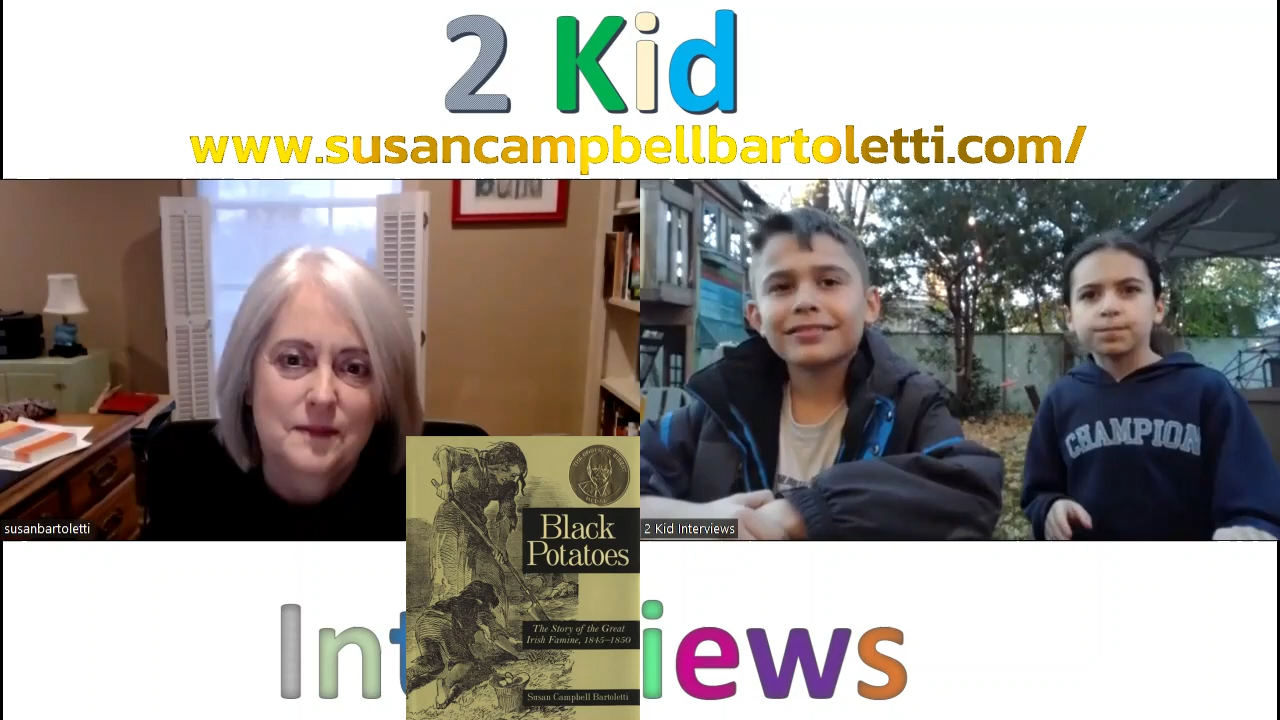 2 Kid
www.susancampbellbartoletti.com/
susanbartoletti
2 Kid Interviews
CHAMPION
Black
Potatoes
The Story of the Great
Irish Famine, 1845–1850
Susan Campbell Bartoletti
Int iews